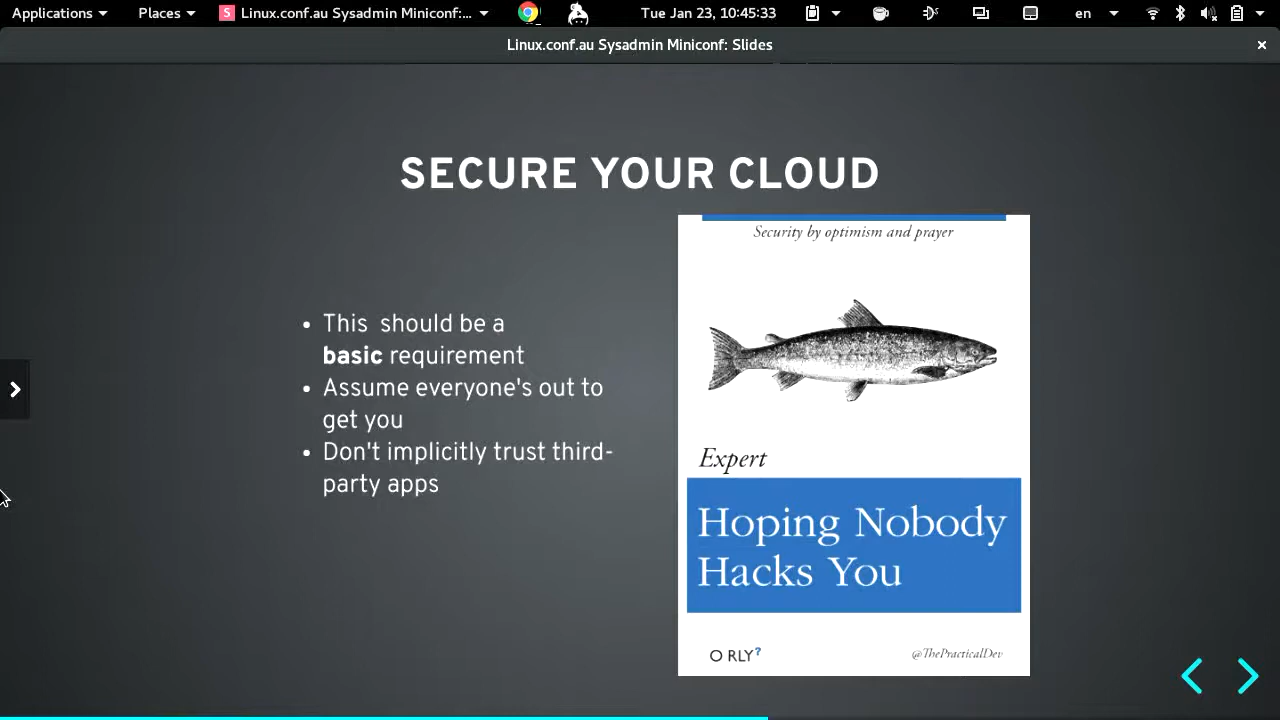 Applications Places Linux.conf.au Sysadmin Miniconf:... Tue Jan 23, 10:45:33 en
Linux.conf.au Sysadmin Miniconf: Slides
SECURE YOUR CLOUD
This  should be a
basic requirement
Assume everyone's out to
get you
Don't implicitly trust third-
party apps
Security by optimism and prayer
Expert
Hoping Nobody
Hacks You
O RLY?
@ThePracticalDev